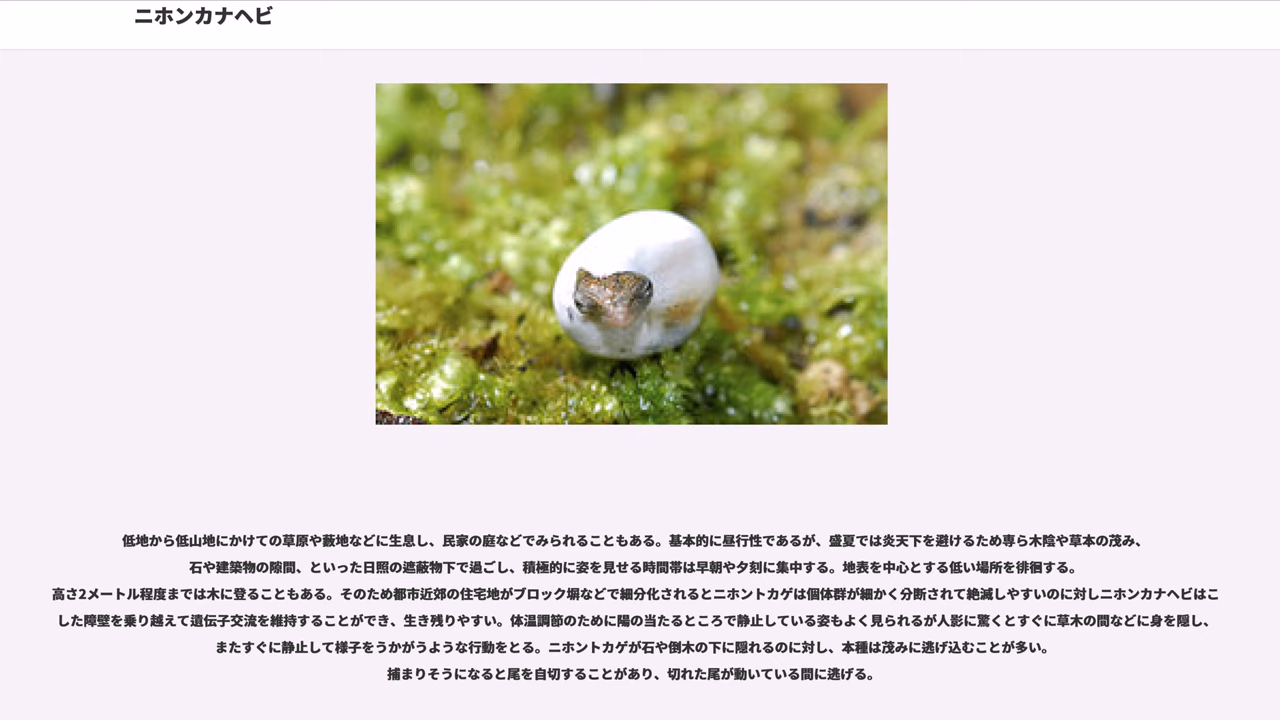 ニホンカナヘビ
低地から低山地にかけての草原や藪地などに生息し、民家の庭などでみられることもある。基本的に昼行性であるが、盛夏では炎天下を避けるため専ら木陰や草本の茂み、
石や建築物の隙間、といった日照の遮蔽物下で過ごし、積極的に姿を見せる時間帯は早朝や夕刻に集中する。地表を中心とする低い場所を徘徊する。
高さ2メートル程度までは木に登ることもある。そのため都市近郊の住宅地がブロック塀などで細分化されるとニホントカゲは個体群が細かく分断されて絶滅しやすいのに対しニホンカナヘビはこ
した障壁を乗り越えて遺伝子交流を維持することができ、生き残りやすい。体温調節のために陽の当たるところで静止している姿もよく見られるが人影に驚くとすぐに草木の間などに身を隠し、
またすぐに静止して様子をうかがうような行動をとる。ニホントカゲが石や倒木の下に隠れるのに対し、本種は茂みに逃げ込むことが多い。
捕まりそうになると尾を自切することがあり、切れた尾が動いている間に逃げる。